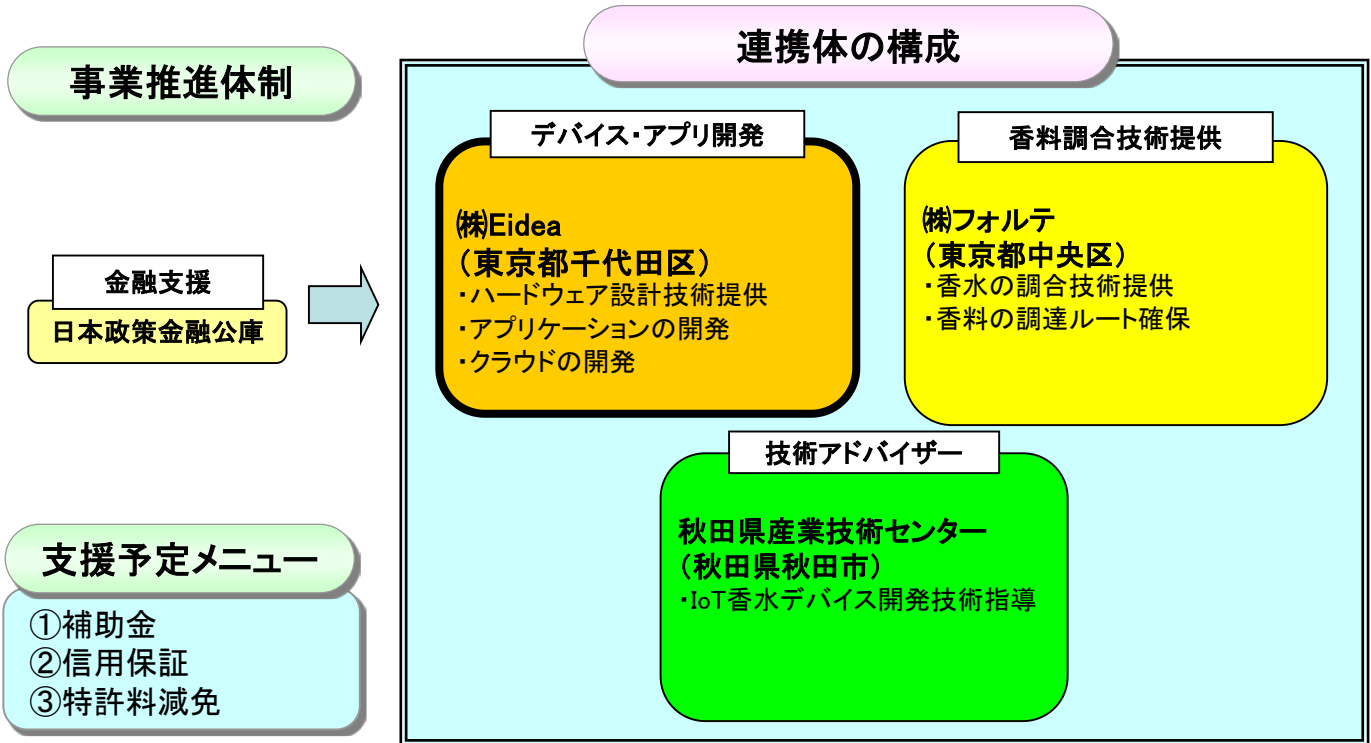 事業推進体制
連携体の構成
デバイス・アプリ開発
㈱Eidea
(東京都千代田区)
・ハードウェア設計技術提供
・アプリケーションの開発
・クラウドの開発
香料調合技術提供
㈱フォルテ
(東京都中央区)
・香水の調合技術提供
・香料の調達ルート確保
金融支援
日本政策金融公庫
技術アドバイザー
秋田県産業技術センター
(秋田県秋田市)
・IoT香水デバイス開発技術指導
支援予定メニュー
①補助金
②信用保証
③特許料減免